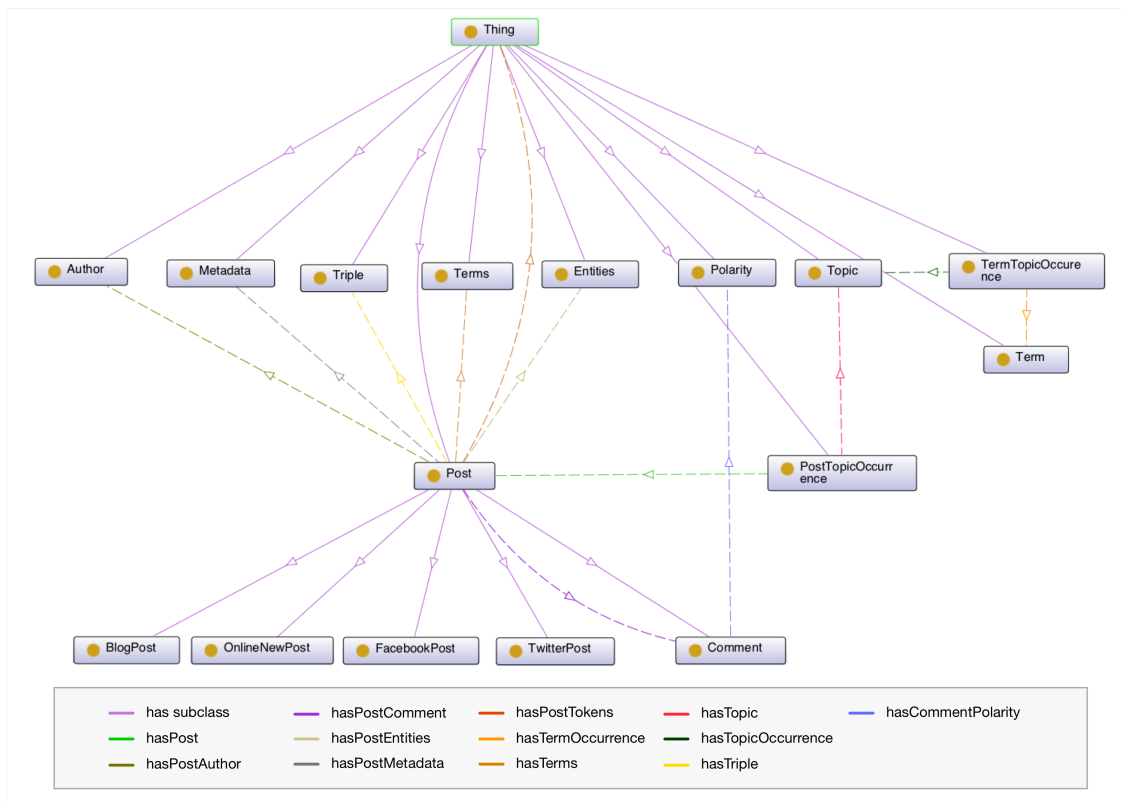 Thing
Author
Metadata
Triple
Terms
Entities
Polarity
Topic
TermTopicOccure
nce
Term
Post
PostTopicOccurr
ence
BlogPost
OnlineNewPost
FacebookPost
TwitterPost
Comment
has subclass
hasPostComment
hasPostTokens
hasTopic
hasCommentPolarity
hasPost
hasPostEntities
hasTermOccurrence
hasTopicOccurrence
hasPostAuthor
hasPostMetadata
hasTerms
hasTriple